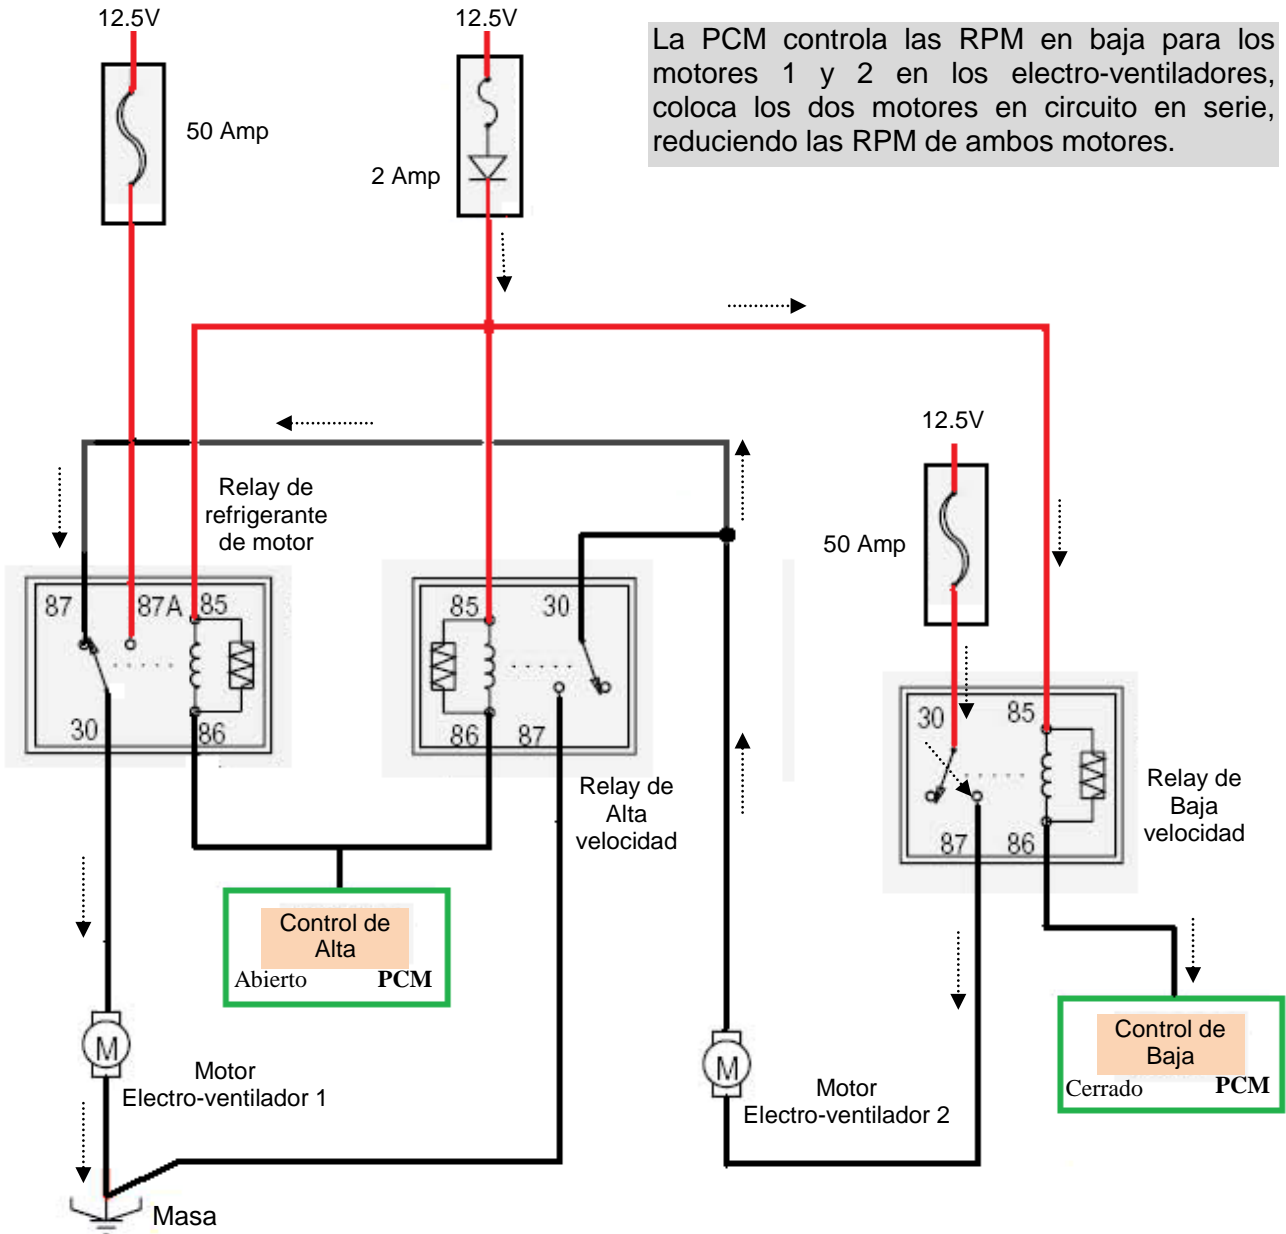 12.5V
12.5V
La PCM controla las RPM en baja para los
motores 1 y 2 en los electro-ventiladores,
coloca los dos motores en circuito en serie,
reduciendo las RPM de ambos motores.
50 Amp
2 Amp
12.5V
Relay de
refrigerante
de motor
50 Amp
87
87A
85
30
86
85
30
86
87
30
85
87
86
Relay de
Alta
velocidad
Relay de
Baja
velocidad
Control de
Alta
Abierto
PCM
Control de
Baja
Cerrado
PCM
M
Motor
Electro-ventilador 1
M
Motor
Electro-ventilador 2
Masa